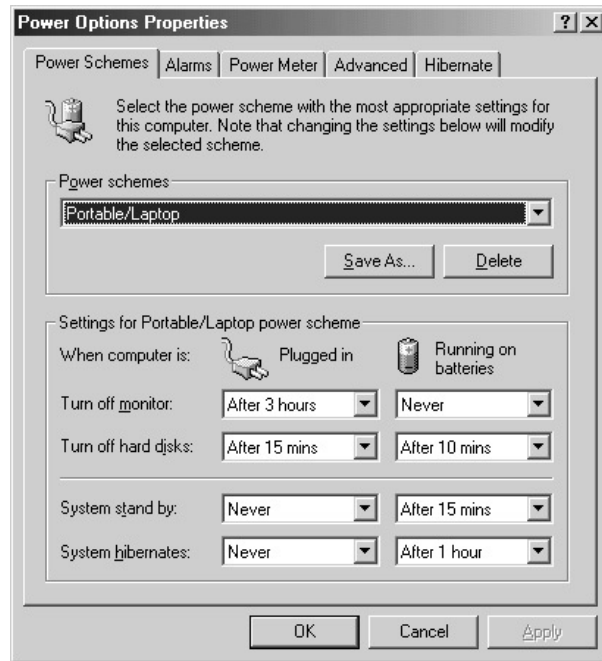 Power Options Properties
Power Schemes Alarms Power Meter Advanced Hibernate
Select the power scheme with the most appropriate settings for
this computer. Note that changing the settings below will modify
the selected scheme.
Power schemes
Portable/Laptop
Save As... Delete
Settings for Portable/Laptop power scheme
When computer is: Plugged in Running on
batteries
Turn off monitor: After 3 hours Never
Turn off hard disks: After 15 mins After 10 mins
System stand by: Never After 15 mins
System hibernates: Never After 1 hour
OK Cancel Apply